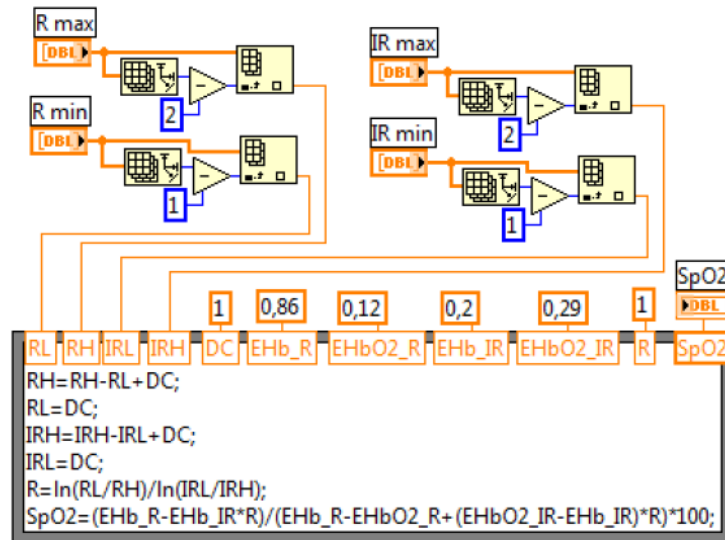 R max
IR max
[DBL]
[DBL]
2
2
R min
IR min
[DBL]
[DBL]
1
1
SpO2
DBL
1
0,86
0,12
0,2
0,29
1
RL RH IRL IRH DC EHb_R EHbO2_R EHb_IR EHbO2_IR R SpO2
RH=RH-RL+DC;
RL=DC;
IRH=IRH-IRL+DC;
IRL=DC;
R=ln(RL/RH)/ln(IRL/IRH);
SpO2=(EHb_R-EHb_IR*R)/(EHb_R-EHbO2_R+(EHbO2_IR-EHb_IR)*R)*100;